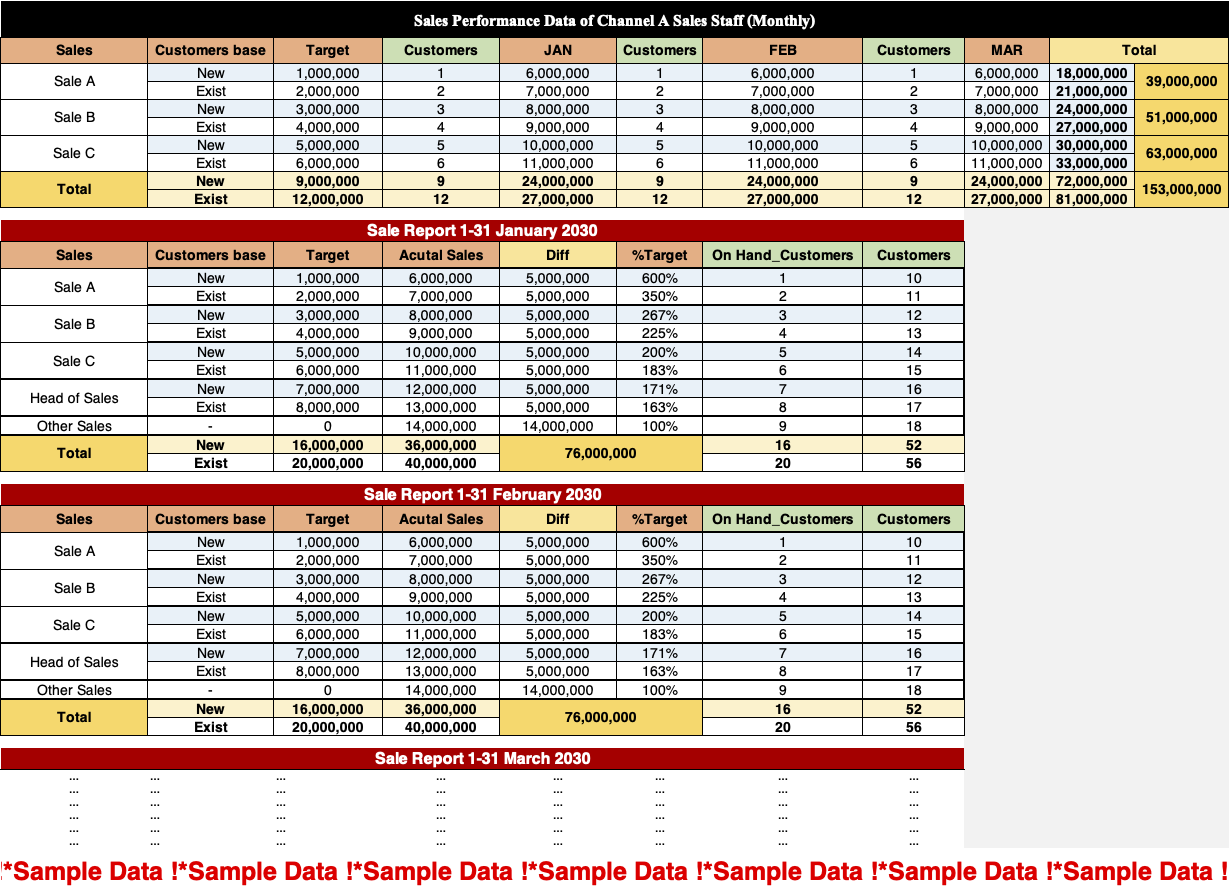 Sales Performance Data of Channel A Sales Staff (Monthly)
Sales Customers base Target Customers JAN Customers FEB Customers MAR Total
Sale A New 1,000,000 1 6,000,000 1 6,000,000 1 6,000,000 18,000,000 39,000,000
Exist 2,000,000 2 7,000,000 2 7,000,000 2 7,000,000 21,000,000
Sale B New 3,000,000 3 8,000,000 3 8,000,000 3 8,000,000 24,000,000 51,000,000
Exist 4,000,000 4 9,000,000 4 9,000,000 4 9,000,000 27,000,000
Sale C New 5,000,000 5 10,000,000 5 10,000,000 5 10,000,000 30,000,000 63,000,000
Exist 6,000,000 6 11,000,000 6 11,000,000 6 11,000,000 33,000,000
Total New 9,000,000 9 24,000,000 9 24,000,000 9 24,000,000 72,000,000 153,000,000
Exist 12,000,000 12 27,000,000 12 27,000,000 12 27,000,000 81,000,000
Sale Report 1-31 January 2030
Sales Customers base Target Acutal Sales Diff %Target On Hand_Customers Customers
Sale A New 1,000,000 6,000,000 5,000,000 600% 1 10
Exist 2,000,000 7,000,000 5,000,000 350% 2 11
Sale B New 3,000,000 8,000,000 5,000,000 267% 3 12
Exist 4,000,000 9,000,000 5,000,000 225% 4 13
Sale C New 5,000,000 10,000,000 5,000,000 200% 5 14
Exist 6,000,000 11,000,000 5,000,000 183% 6 15
Head of Sales New 7,000,000 12,000,000 5,000,000 171% 7 16
Exist 8,000,000 13,000,000 5,000,000 163% 8 17
Other Sales - 0 14,000,000 14,000,000 100% 9 18
Total New 16,000,000 36,000,000 76,000,000 16 52
Exist 20,000,000 40,000,000 20 56
Sale Report 1-31 February 2030
Sales Customers base Target Acutal Sales Diff %Target On Hand_Customers Customers
Sale A New 1,000,000 6,000,000 5,000,000 600% 1 10
Exist 2,000,000 7,000,000 5,000,000 350% 2 11
Sale B New 3,000,000 8,000,000 5,000,000 267% 3 12
Exist 4,000,000 9,000,000 5,000,000 225% 4 13
Sale C New 5,000,000 10,000,000 5,000,000 200% 5 14
Exist 6,000,000 11,000,000 5,000,000 183% 6 15
Head of Sales New 7,000,000 12,000,000 5,000,000 171% 7 16
Exist 8,000,000 13,000,000 5,000,000 163% 8 17
Other Sales - 0 14,000,000 14,000,000 100% 9 18
Total New 16,000,000 36,000,000 76,000,000 16 52
Exist 20,000,000 40,000,000 20 56
Sale Report 1-31 March 2030
... ... ... ... ... ... ... ...
... ... ... ... ... ... ... ...
... ... ... ... ... ... ... ...
... ... ... ... ... ... ... ...
... ... ... ... ... ... ... ...
... ... ... ... ... ... ... ...
!*Sample Data !*Sample Data !*Sample Data !*Sample Data !*Sample Data !*Sample Data !*Sample Data !